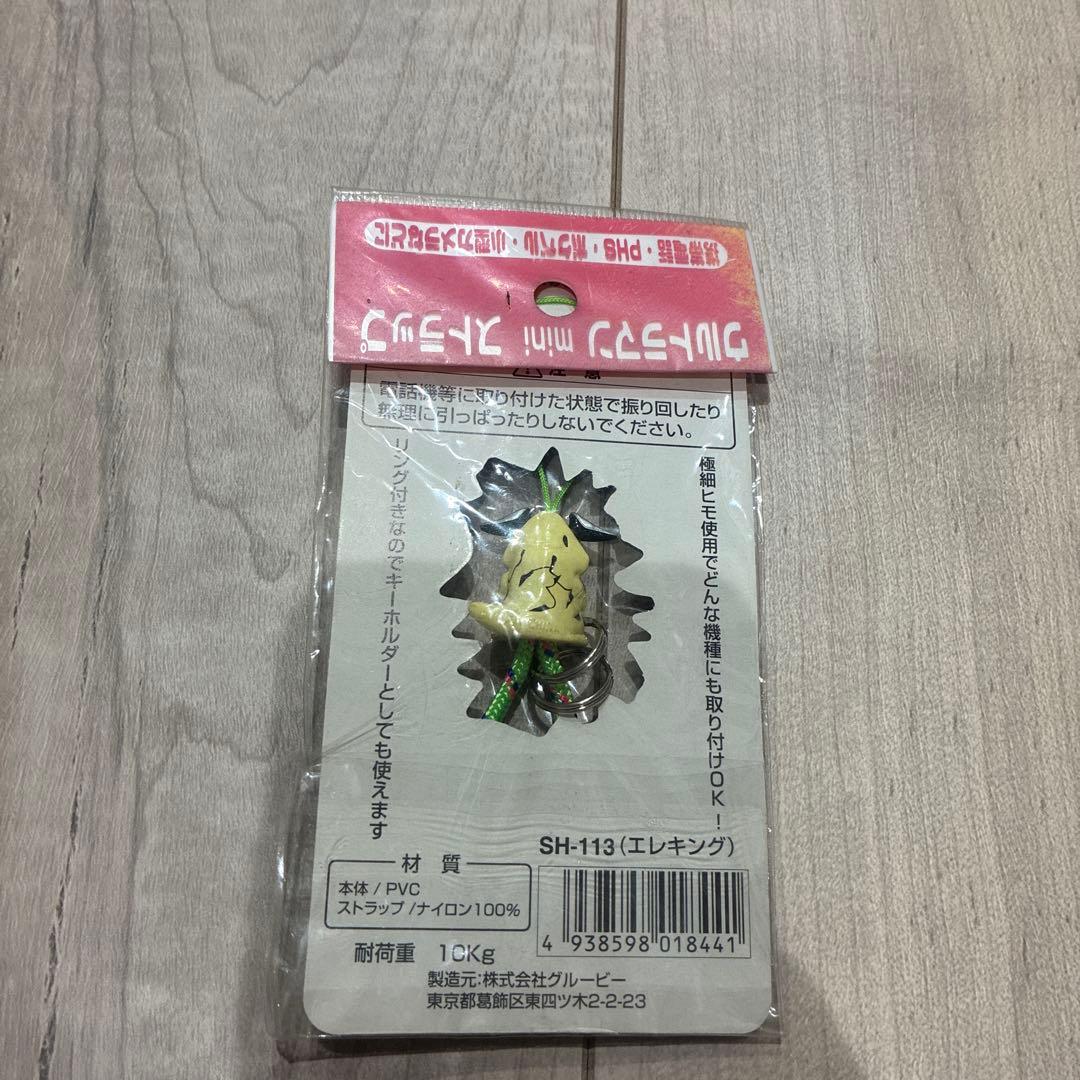 携帯電話・PHS・ポケベル・小型カメラなどに
ウルトラマン mini ストラップ
注意
電話機等に取り付けた状態で振り回したり
無理に引っぱったりしないでください。
極細ヒモ使用でどんな機種にも取り付けOK！
リング付きなのでキーホルダーとしても使えます
SH-113(エレキング)
材質
本体 / PVC
ストラップ /ナイロン100%
4 938598 018441
耐荷重 10Kg
製造元:株式会社グルービー
東京都葛飾区東四ツ木2-2-23